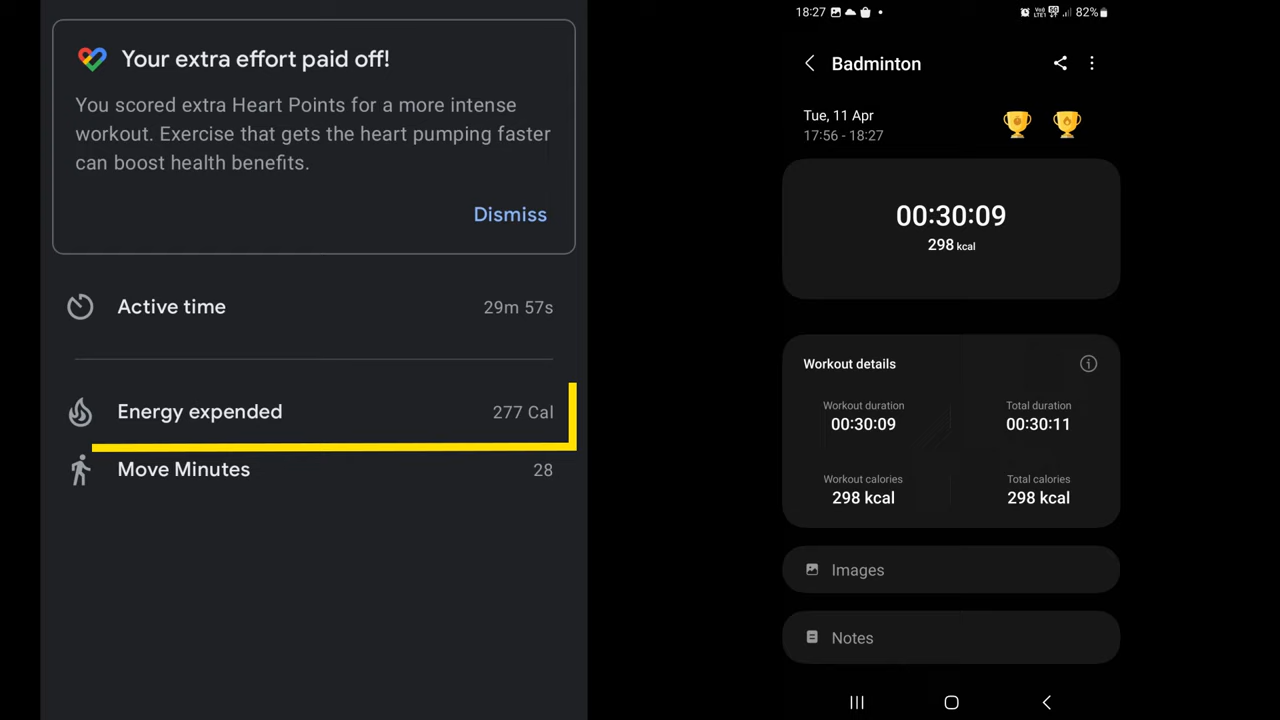 Your extra effort paid off!
You scored extra Heart Points for a more intense
workout. Exercise that gets the heart pumping faster
can boost health benefits.
Dismiss
Active time 29m 57s
Energy expended 277 Cal
Move Minutes 28
18:27 82%
Badminton
Tue, 11 Apr
17:56 - 18:27
00:30:09
298 kcal
Workout details
Workout duration Total duration
00:30:09 00:30:11
Workout calories Total calories
298 kcal 298 kcal
Images
Notes